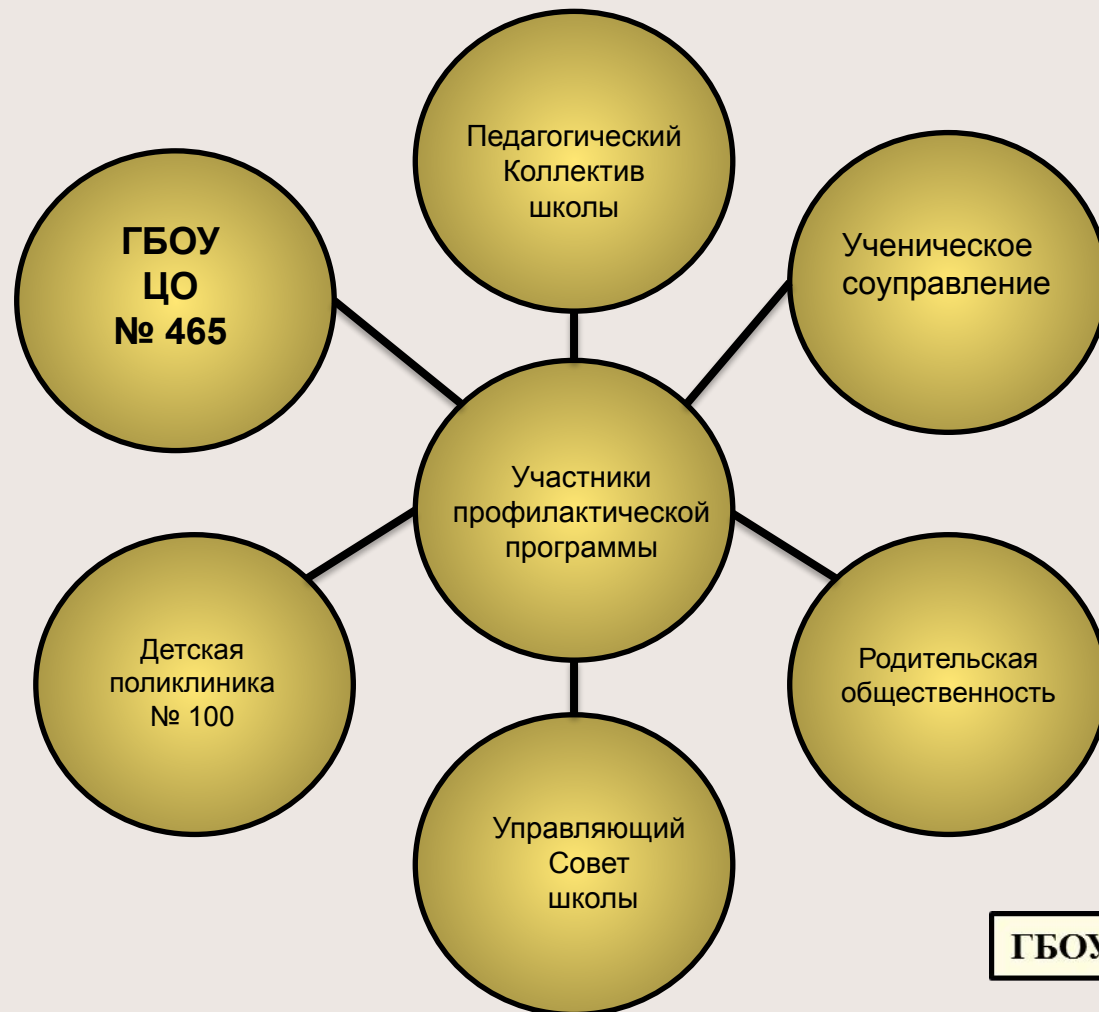 Педагогический
Коллектив
школы
ГБОУ
ЦО
№ 465
Ученическое
соуправление
Участники
профилактической
программы
Детская
поликлиника
№ 100
Родительская
общественность
Управляющий
Совет
школы
ГБОУ